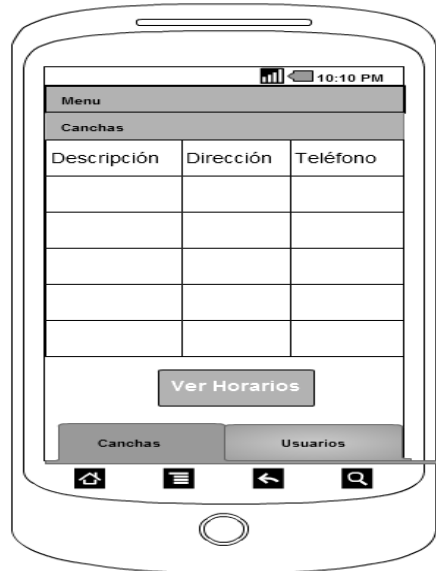 10:10 PM
Menu
Canchas
Descripción Dirección Teléfono
Ver Horarios
Canchas Usuarios